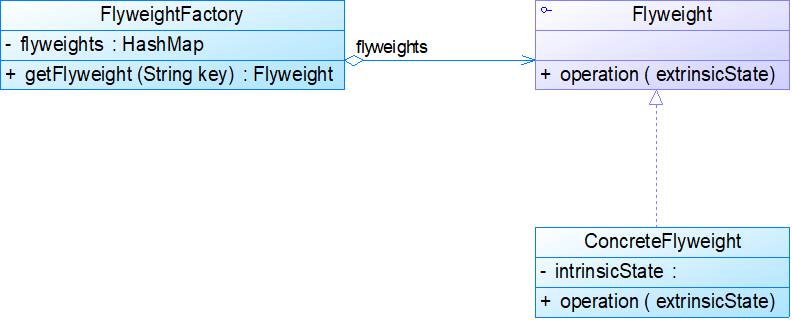 FlyweightFactory
- flyweights : HashMap
+ getFlyweight (String key) : Flyweight
flyweights
Flyweight
+ operation ( extrinsicState)
ConcreteFlyweight
- intrinsicState :
+ operation ( extrinsicState)